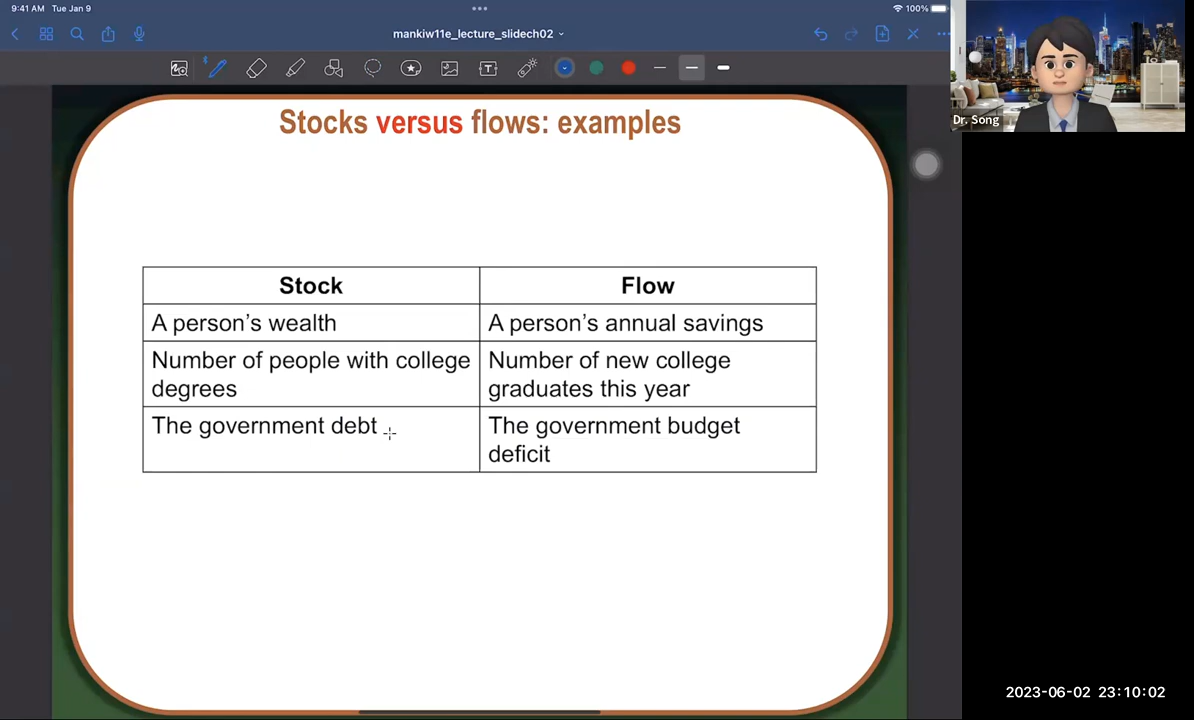 9:41 AM Tue Jan 9
100%
mankiw11e_lecture_slidech02
Dr. Song
Stocks versus flows: examples
Stock
Flow
A person's wealth
A person's annual savings
Number of people with college
degrees
Number of new college
graduates this year
The government debt
The government budget
deficit
2023-06-02 23:10:02